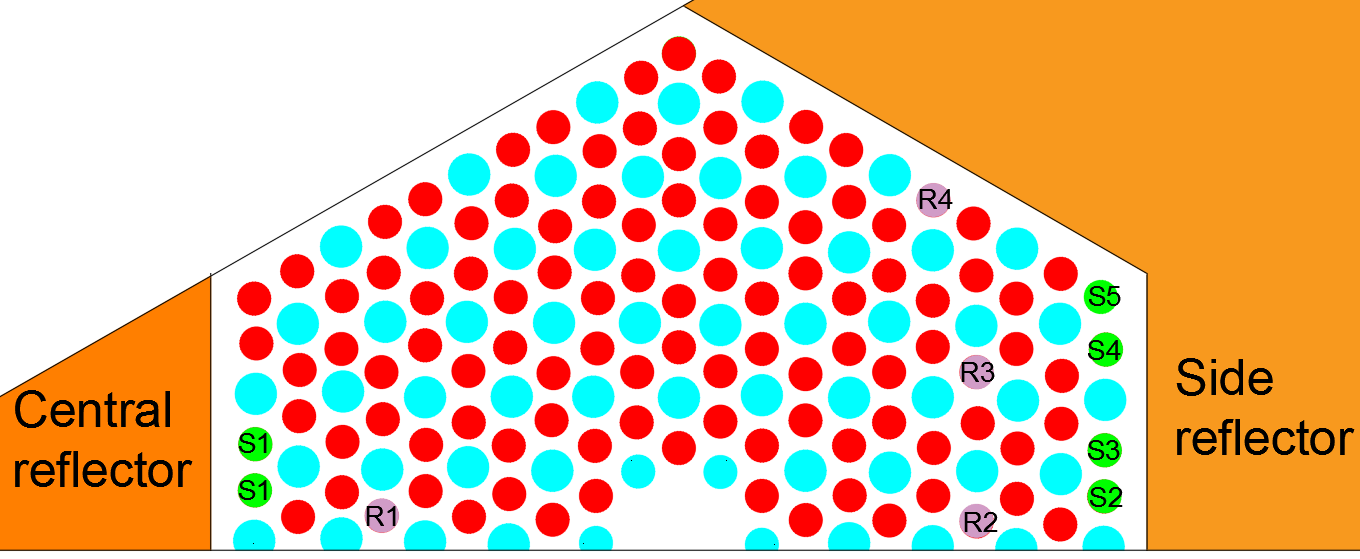 R4
S5
S4
R3
Side
reflector
Central
reflector
S1
S3
S1
S2
R1
R2